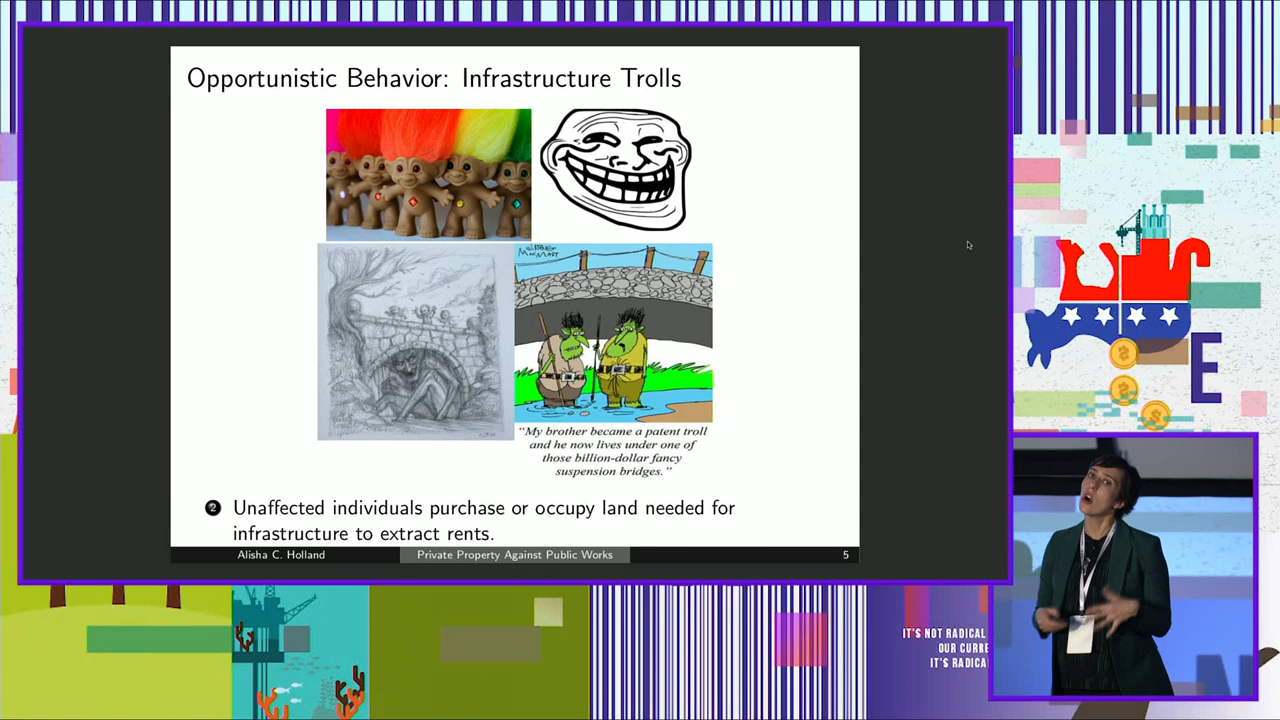 Opportunistic Behavior: Infrastructure Trolls
"My brother became a patent troll
and he now lives under one of
those billion-dollar fancy
suspension bridges."
2 Unaffected individuals purchase or occupy land needed for
infrastructure to extract rents.
Alisha C. Holland Private Property Against Public Works 5
E
IT'S NOT RADICAL
OUR CURRE
IT'S RADICA